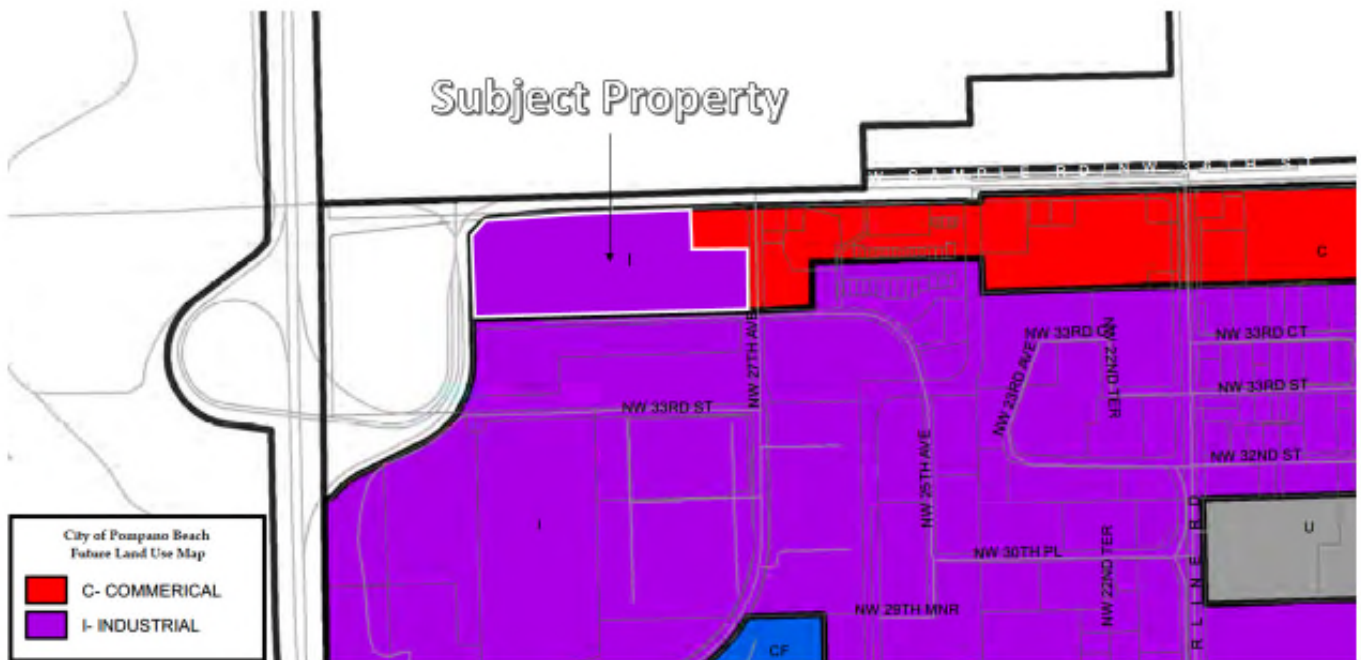 Subject Property
W SAMPLE RD/NW 36TH ST
I
C
NW 27TH AVE
NW 33RD ST
NW 25TH AVE
NW 23RD AVE
NW 33RD C
NW 22ND TER
NW 33RD CT
NW 33RD ST
NW 32ND ST
I
U
NW 30TH PL
NW 22ND TER
R L I N E RD
NW 29TH MNR
CF
City of Pompano Beach
Future Land Use Map
C- COMMERICAL
I- INDUSTRIAL